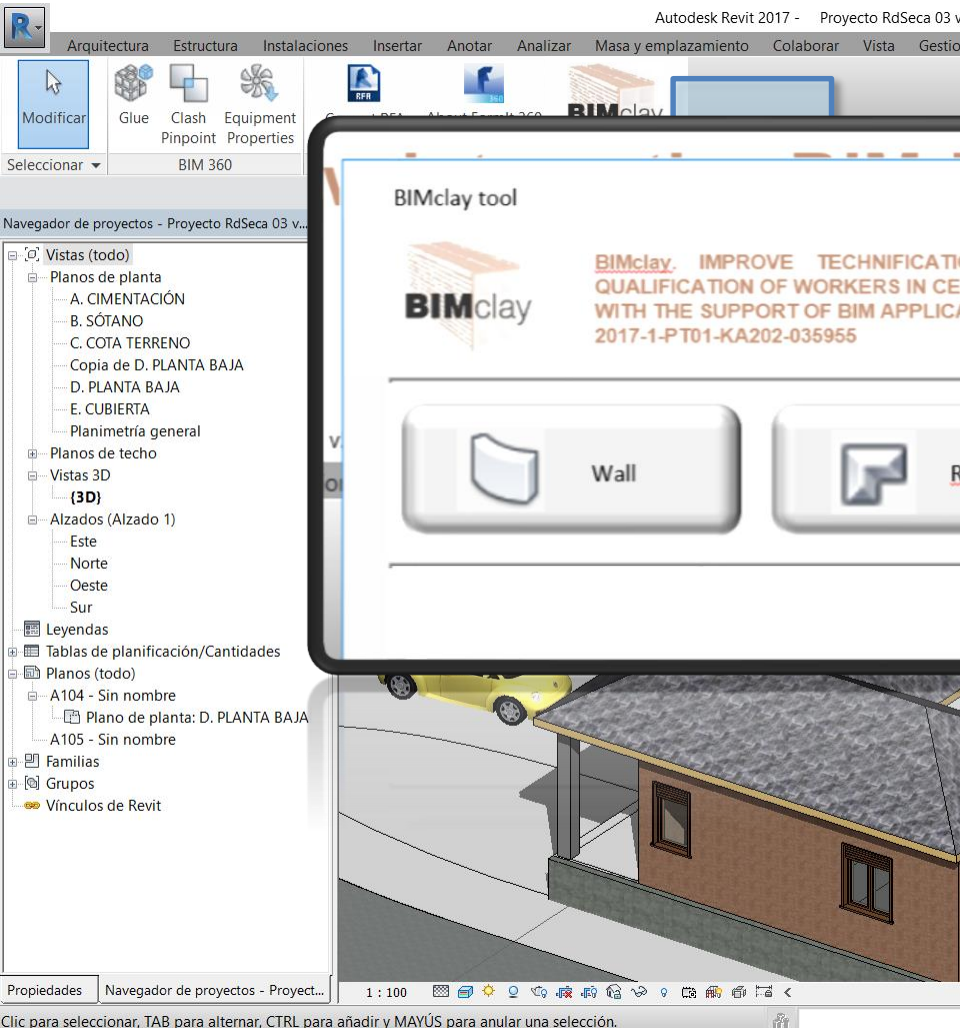 Autodesk Revit 2017 - Proyecto RdSeca 03 v
Arquitectura Estructura Instalaciones Insertar Anotar Analizar Masa y emplazamiento Colaborar Vista Gestio
Modificar
Glue
Clash Pinpoint
Equipment Properties
RFA
360
BIMclay
Seleccionar
BIM 360
Navegador de proyectos - Proyecto RdSeca 03 v...
Vistas (todo)
Planos de planta
A. CIMENTACIÓN
B. SÓTANO
C. COTA TERRENO
Copia de D. PLANTA BAJA
D. PLANTA BAJA
E. CUBIERTA
Planimetría general
Planos de techo
Vistas 3D
{3D}
Alzados (Alzado 1)
Este
Norte
Oeste
Sur
Leyendas
Tablas de planificación/Cantidades
Planos (todo)
A104 - Sin nombre
Plano de planta: D. PLANTA BAJA
A105 - Sin nombre
Familias
Grupos
Vínculos de Revit
BIMclay tool
BIMclay
BIMclay. IMPROVE TECHNIFICATI
QUALIFICATION OF WORKERS IN CE
WITH THE SUPPORT OF BIM APPLICA
2017-1-PT01-KA202-035955
Wall
R
Propiedades
Navegador de proyectos - Proyect...
1 : 100
Clic para seleccionar, TAB para alternar, CTRL para añadir y MAYÚS para anular una selección.